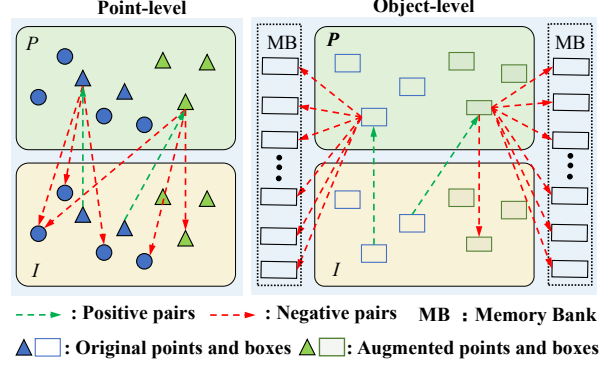 Point-level
Object-level
P
I
MB
P
I
MB
: Positive pairs
: Negative pairs
MB : Memory Bank
: Original points and boxes
: Augmented points and boxes